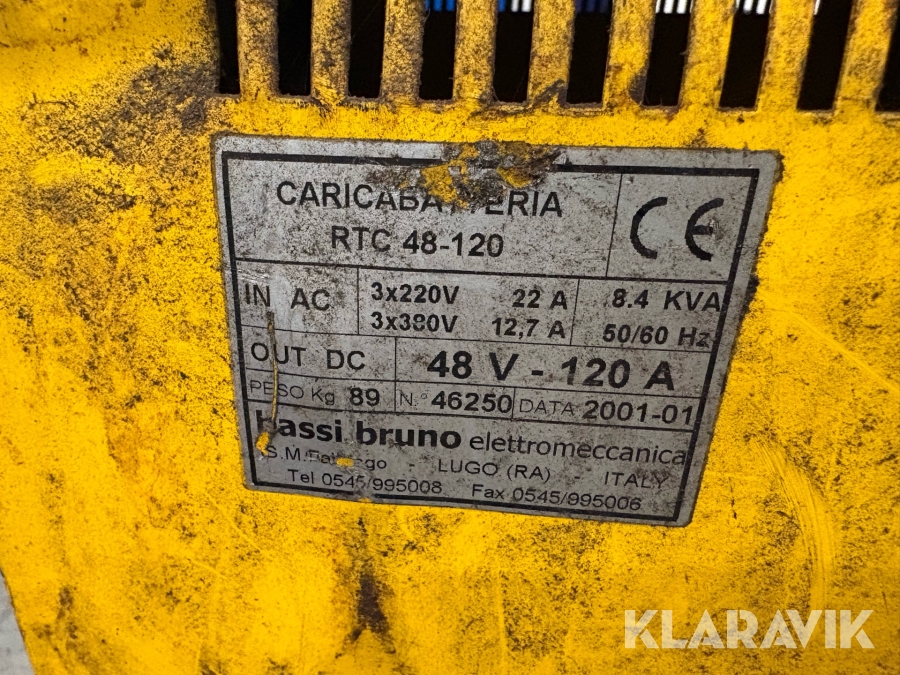 CARICABATTERIA
RTC 48-120
CE
IN AC
3x220V 22 A
3x380V 12,7 A
8.4 KVA
50/60 Hz
OUT DC
48 V - 120 A
PESO Kg 89 N.° 46250 DATA 2001-01
bassi bruno elettromeccanica
S.M. - LUGO (RA) - ITALY
Tel 0545/995008 Fax 0545/995006
KLARAVIK